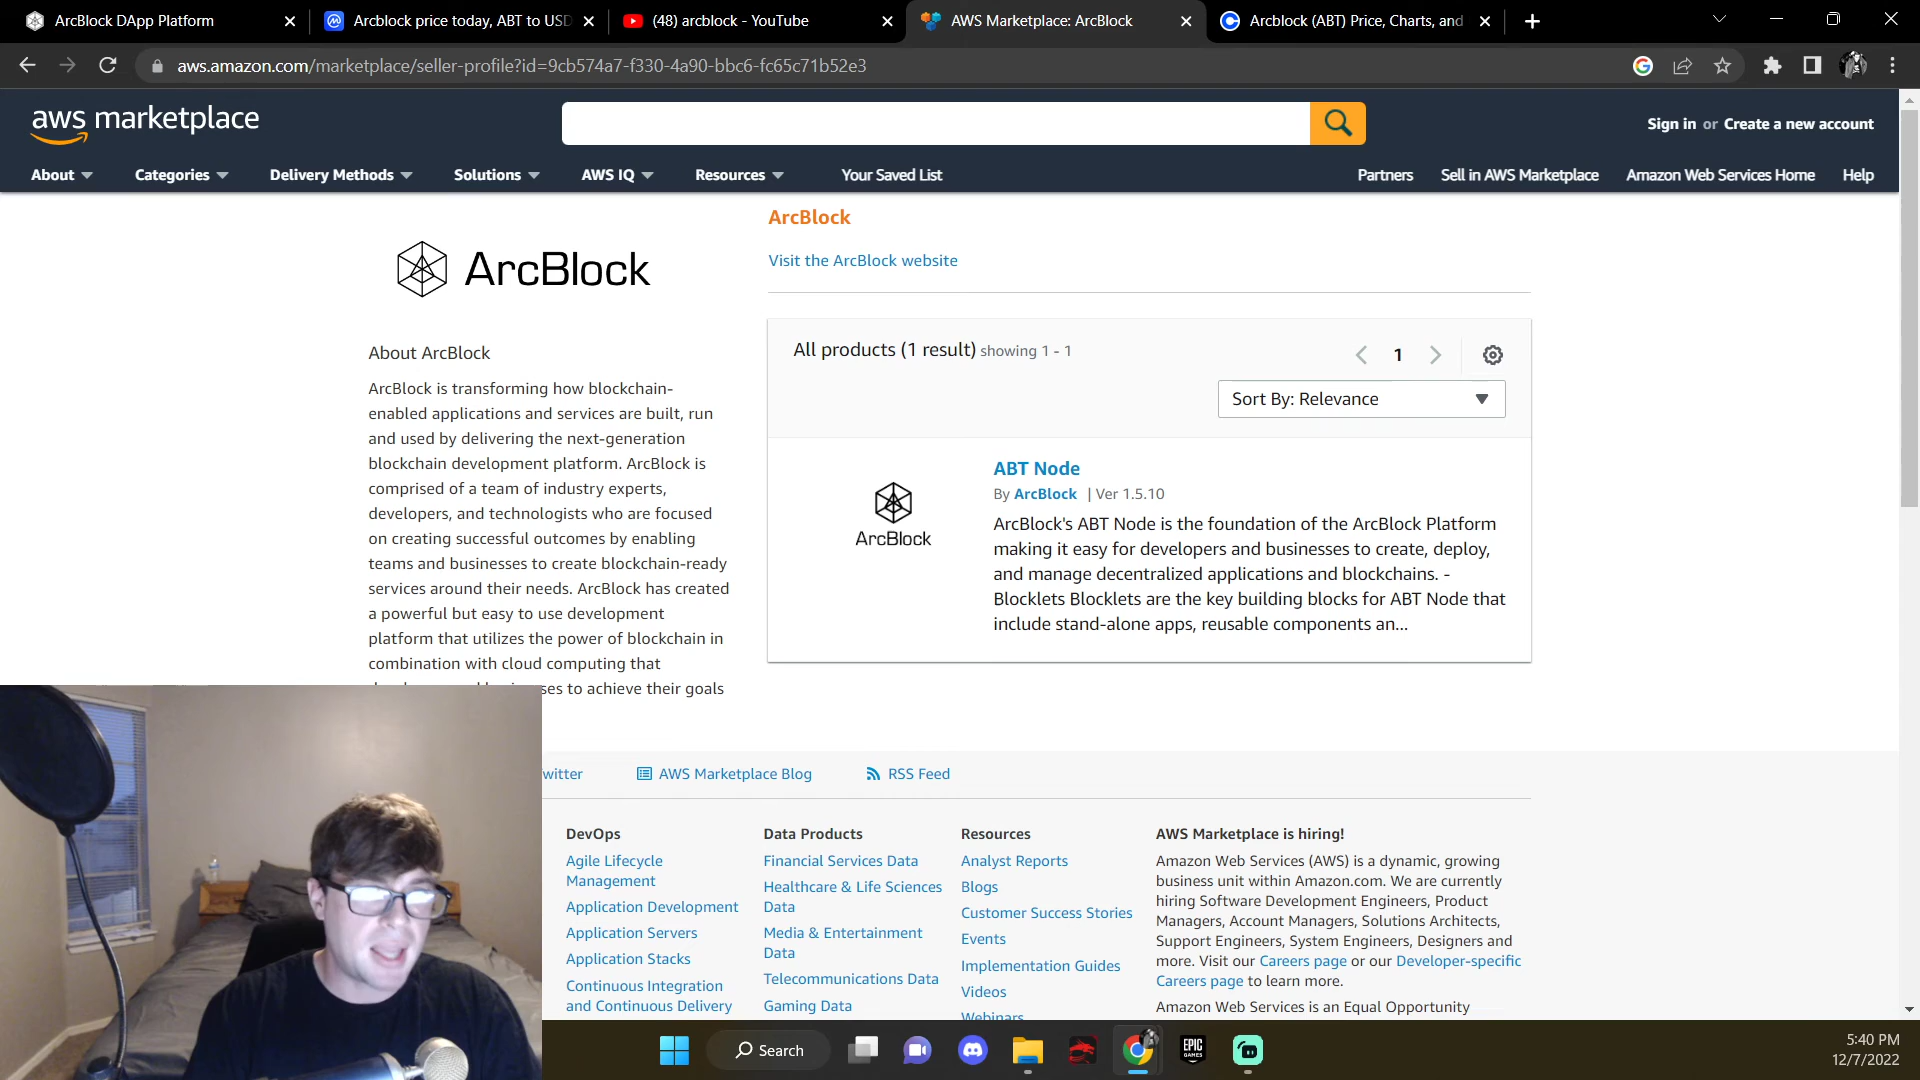 ArcBlock DApp Platform
Arcblock price today, ABT to USD
(48) arcblock - YouTube
AWS Marketplace: ArcBlock
Arcblock (ABT) Price, Charts, and
aws.amazon.com/marketplace/seller-profile?id=9cb574a7-f330-4a90-bbc6-fc65c71b52e3
aws marketplace
Sign in or Create a new account
About
Categories
Delivery Methods
Solutions
AWS IQ
Resources
Your Saved List
Partners
Sell in AWS Marketplace
Amazon Web Services Home
Help
ArcBlock
About ArcBlock
ArcBlock is transforming how blockchain-
enabled applications and services are built, run
and used by delivering the next-generation
blockchain development platform. ArcBlock is
comprised of a team of industry experts,
developers, and technologists who are focused
on creating successful outcomes by enabling
teams and businesses to create blockchain-ready
services around their needs. ArcBlock has created
a powerful but easy to use development
platform that utilizes the power of blockchain in
combination with cloud computing that
to achieve their goals
ArcBlock
Visit the ArcBlock website
All products (1 result) showing 1 - 1
1
Sort By: Relevance
ArcBlock
ABT Node
By ArcBlock | Ver 1.5.10
ArcBlock's ABT Node is the foundation of the ArcBlock Platform
making it easy for developers and businesses to create, deploy,
and manage decentralized applications and blockchains. -
Blocklets Blocklets are the key building blocks for ABT Node that
include stand-alone apps, reusable components an...
witter
AWS Marketplace Blog
RSS Feed
DevOps
Agile Lifecycle
Management
Application Development
Application Servers
Application Stacks
Continuous Integration
and Continuous Delivery
Data Products
Financial Services Data
Healthcare & Life Sciences
Data
Media & Entertainment
Data
Telecommunications Data
Gaming Data
Resources
Analyst Reports
Blogs
Customer Success Stories
Events
Implementation Guides
Videos
Webinars
AWS Marketplace is hiring!
Amazon Web Services (AWS) is a dynamic, growing
business unit within Amazon.com. We are currently
hiring Software Development Engineers, Product
Managers, Account Managers, Solutions Architects,
Support Engineers, System Engineers, Designers and
more. Visit our Careers page or our Developer-specific
Careers page to learn more.
Amazon Web Services is an Equal Opportunity
Search
EPIC
GAMES
5:40 PM
12/7/2022